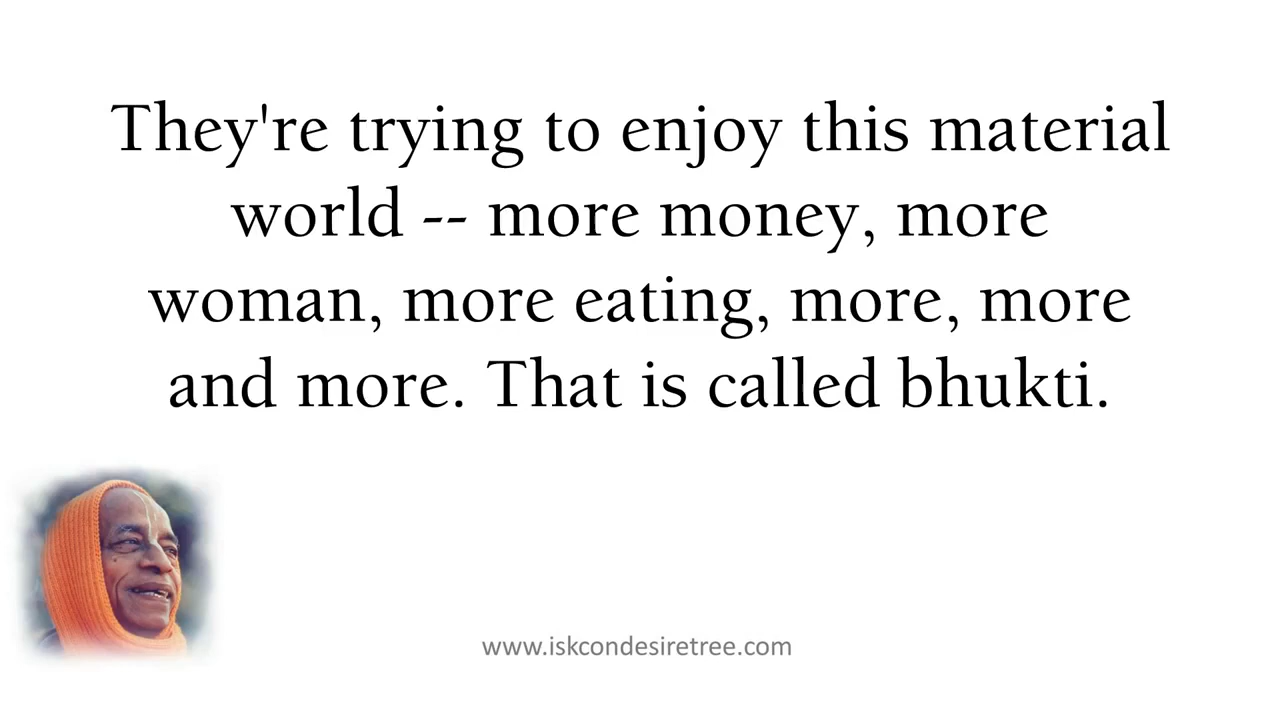 They're trying to enjoy this material
world -- more money, more
woman, more eating, more, more
and more. That is called bhukti.
www.iskcondesiretree.com